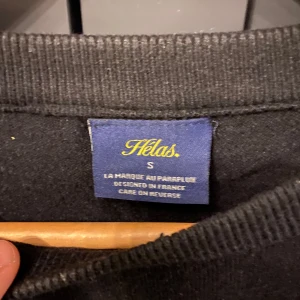 Hélas.
S
LA MARQUE AU PARAPLUIE
DESIGNED IN FRANCE
CARE ON REVERSE